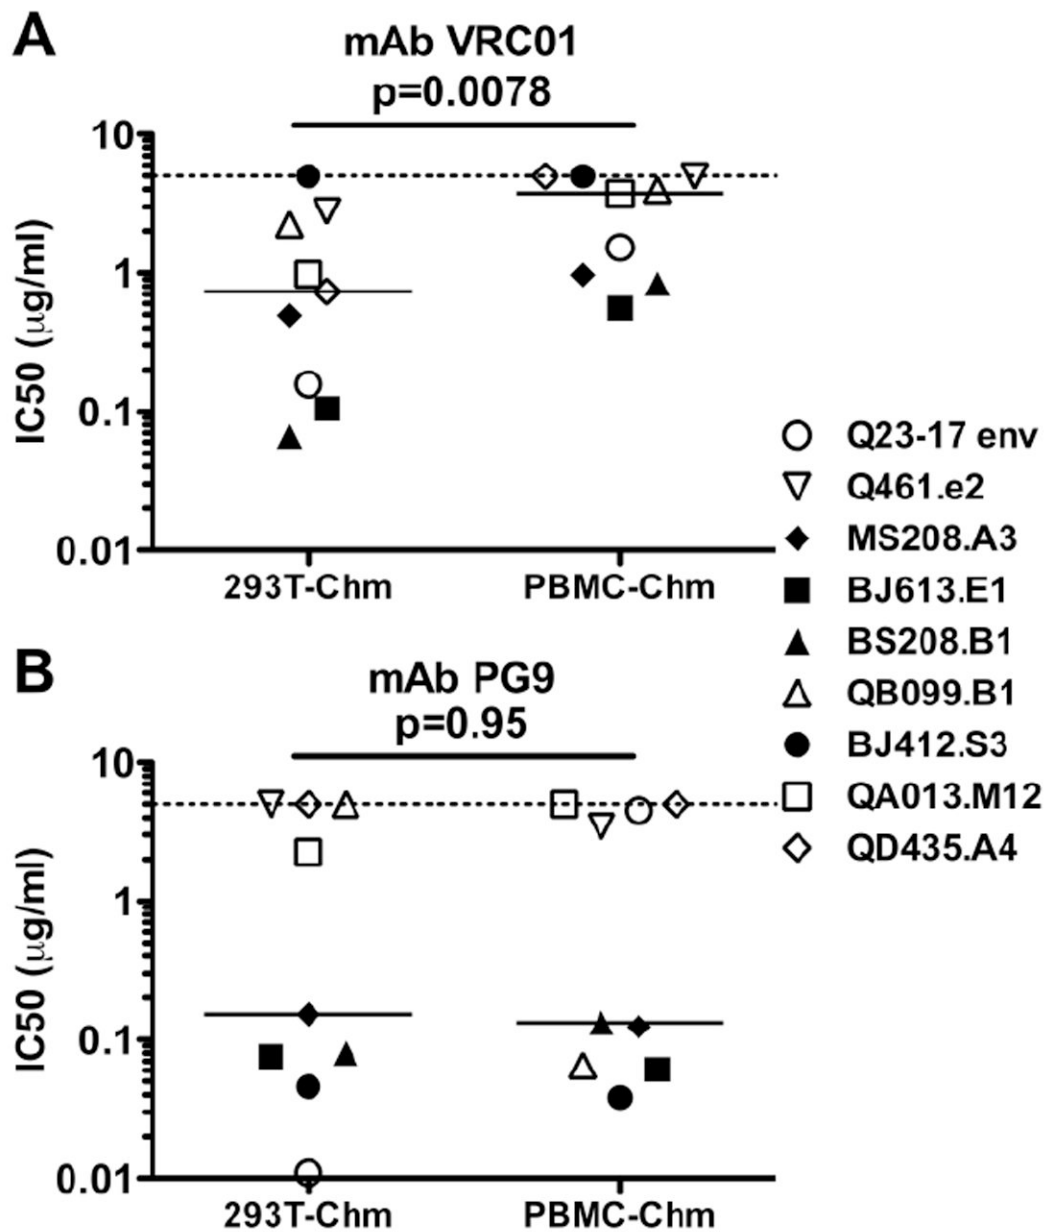 A
mAb VRC01
p=0.0078
10
1
0.1
0.01
IC50 (μg/ml)
293T-Chm
PBMC-Chm
Q23-17 env
Q461.e2
MS208.A3
BJ613.E1
BS208.B1
QB099.B1
BJ412.S3
QA013.M12
QD435.A4
B
mAb PG9
p=0.95
10
1
0.1
0.01
IC50 (μg/ml)
293T-Chm
PBMC-Chm